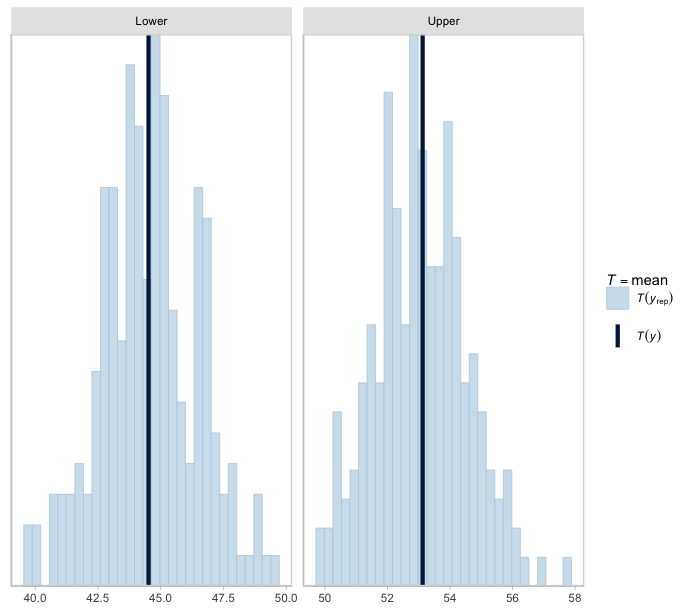 Lower
Upper
T = mean
T(yrep)
T(y)
40.0 42.5 45.0 47.5 50.0
50 52 54 56 58